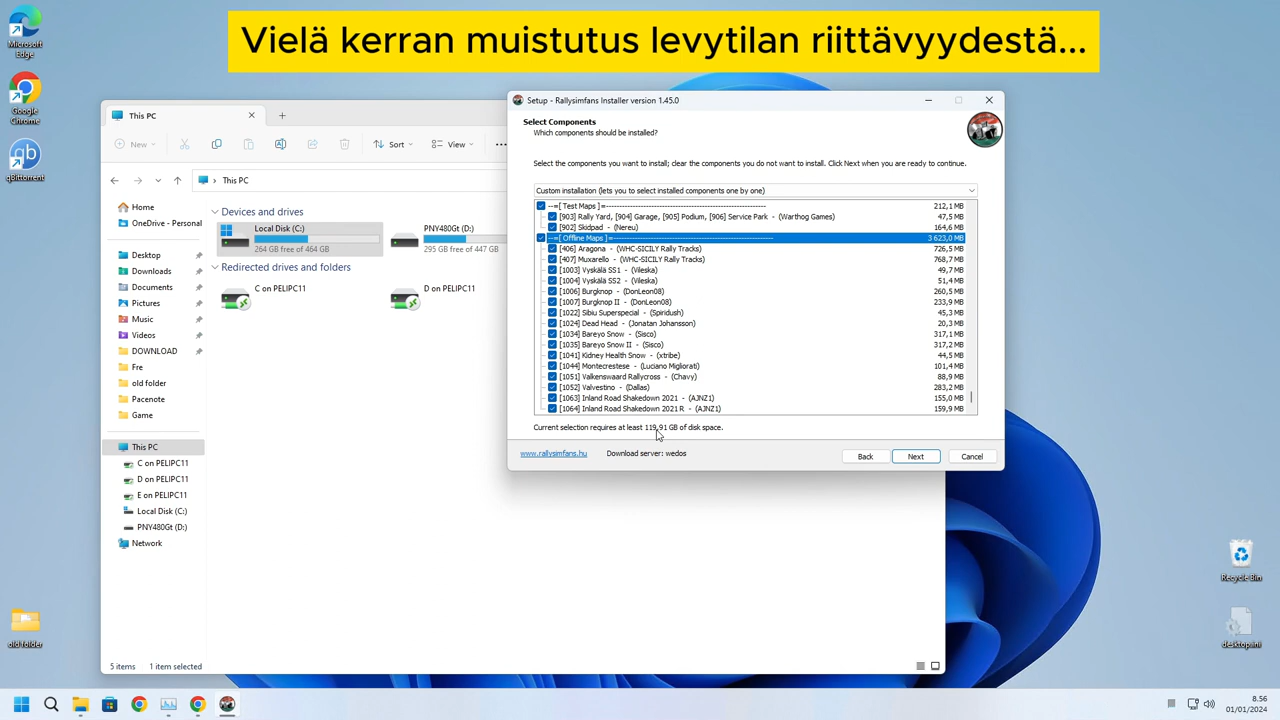 Vielä kerran muistutus levytilan riittävyydestä...
Microsoft
Edge
Google
Chrome
qBittorrent
old folder
Recycle Bin
desktop.ini
This PC
New
Sort
View
This PC
Home
OneDrive - Personal
Desktop
Downloads
Documents
Pictures
Music
Videos
DOWNLOAD
Fre
old folder
Pacenote
Game
This PC
C on PELIPC11
D on PELIPC11
E on PELIPC11
Local Disk (C:)
PNY480Gt (D:)
Network
Devices and drives
Local Disk (C:)
264 GB free of 464 GB
PNY480Gt (D:)
295 GB free of 447 GB
Redirected drives and folders
C on PELIPC11
D on PELIPC11
5 items 1 item selected
Setup - Rallysimfans Installer version 1.45.0
Select Components
Which components should be installed?
Select the components you want to install; clear the components you do not want to install. Click Next when you are ready to continue.
Custom installation (lets you to select installed components one by one)
--=[ Test Maps ]=-------------------------------------------------- 212,1 MB
[903] Rally Yard, [904] Garage, [905] Podium, [906] Service Park - (Warthog Games) 47,5 MB
[902] Skidpad - (Nereu) 164,6 MB
--=[ Offline Maps ]=-------------------------------------------------- 3 623,0 MB
[406] Aragona - (WHC-SICILY Rally Tracks) 726,5 MB
[407] Muxarello - (WHC-SICILY Rally Tracks) 768,7 MB
[1003] Vyskälä SS1 - (Vileska) 49,7 MB
[1004] Vyskälä SS2 - (Vileska) 51,4 MB
[1006] Burgknop - (DonLeon08) 260,5 MB
[1007] Burgknop II - (DonLeon08) 233,9 MB
[1022] Sibiu Superspecial - (Spiridush) 45,3 MB
[1024] Dead Head - (Jonatan Johansson) 20,3 MB
[1034] Bareyo Snow - (Sisco) 317,1 MB
[1035] Bareyo Snow II - (Sisco) 317,2 MB
[1041] Kidney Health Snow - (xtribe) 44,5 MB
[1044] Montecrestese - (Luciano Migliorati) 101,4 MB
[1051] Valkenswaard Rallycross - (Chavy) 88,9 MB
[1052] Valvestino - (Dallas) 283,2 MB
[1063] Inland Road Shakedown 2021 - (AJNZ1) 155,0 MB
[1064] Inland Road Shakedown 2021 R - (AJNZ1) 159,9 MB
Current selection requires at least 119,91 GB of disk space.
www.rallysimfans.hu Download server: wedos
Back Next Cancel
8.56
01/01/2024